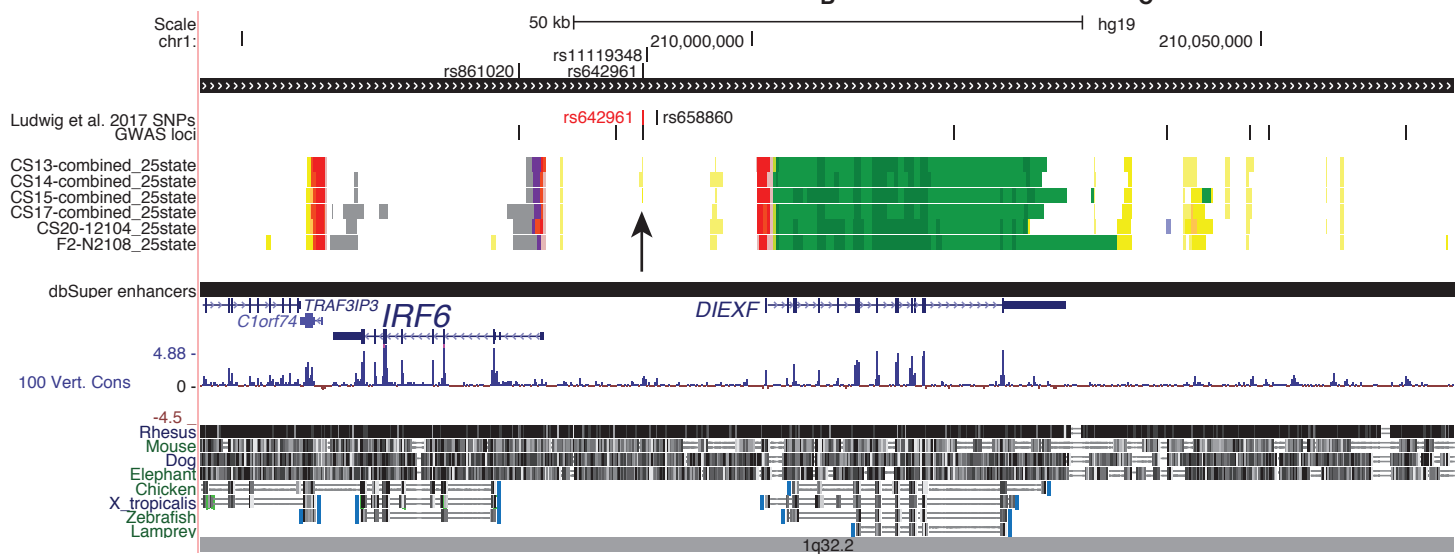 Scale 50 kb hg19
chr1: 210,000,000 210,050,000
rs11119348
rs861020 rs642961
Ludwig et al. 2017 SNPs rs642961 rs658860
GWAS loci
CS13-combined_25state
CS14-combined_25state
CS15-combined_25state
CS17-combined_25state
CS20-12104_25state
F2-N2108_25state
dbSuper enhancers
TRAF3IP3 DIEXF
C1orf74 IRF6
4.88 -
100 Vert. Cons
0 -
-4.5 _
Rhesus
Mouse
Dog
Elephant
Chicken
X_tropicalis
Zebrafish
Lamprey
1q32.2